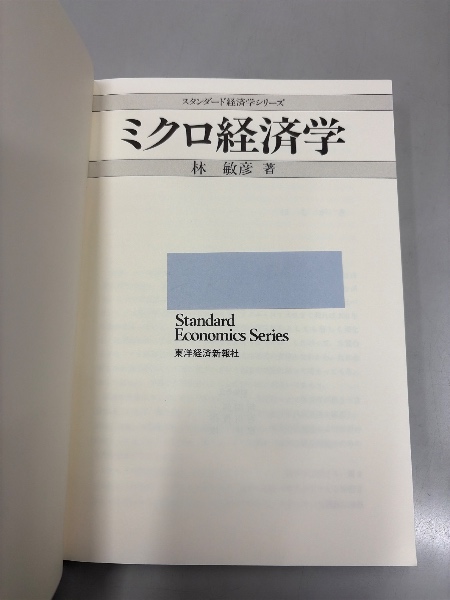 スタンダード経済学シリーズ
ミクロ経済学
林 敏彦 著
Standard
Economics Series
東洋経済新報社